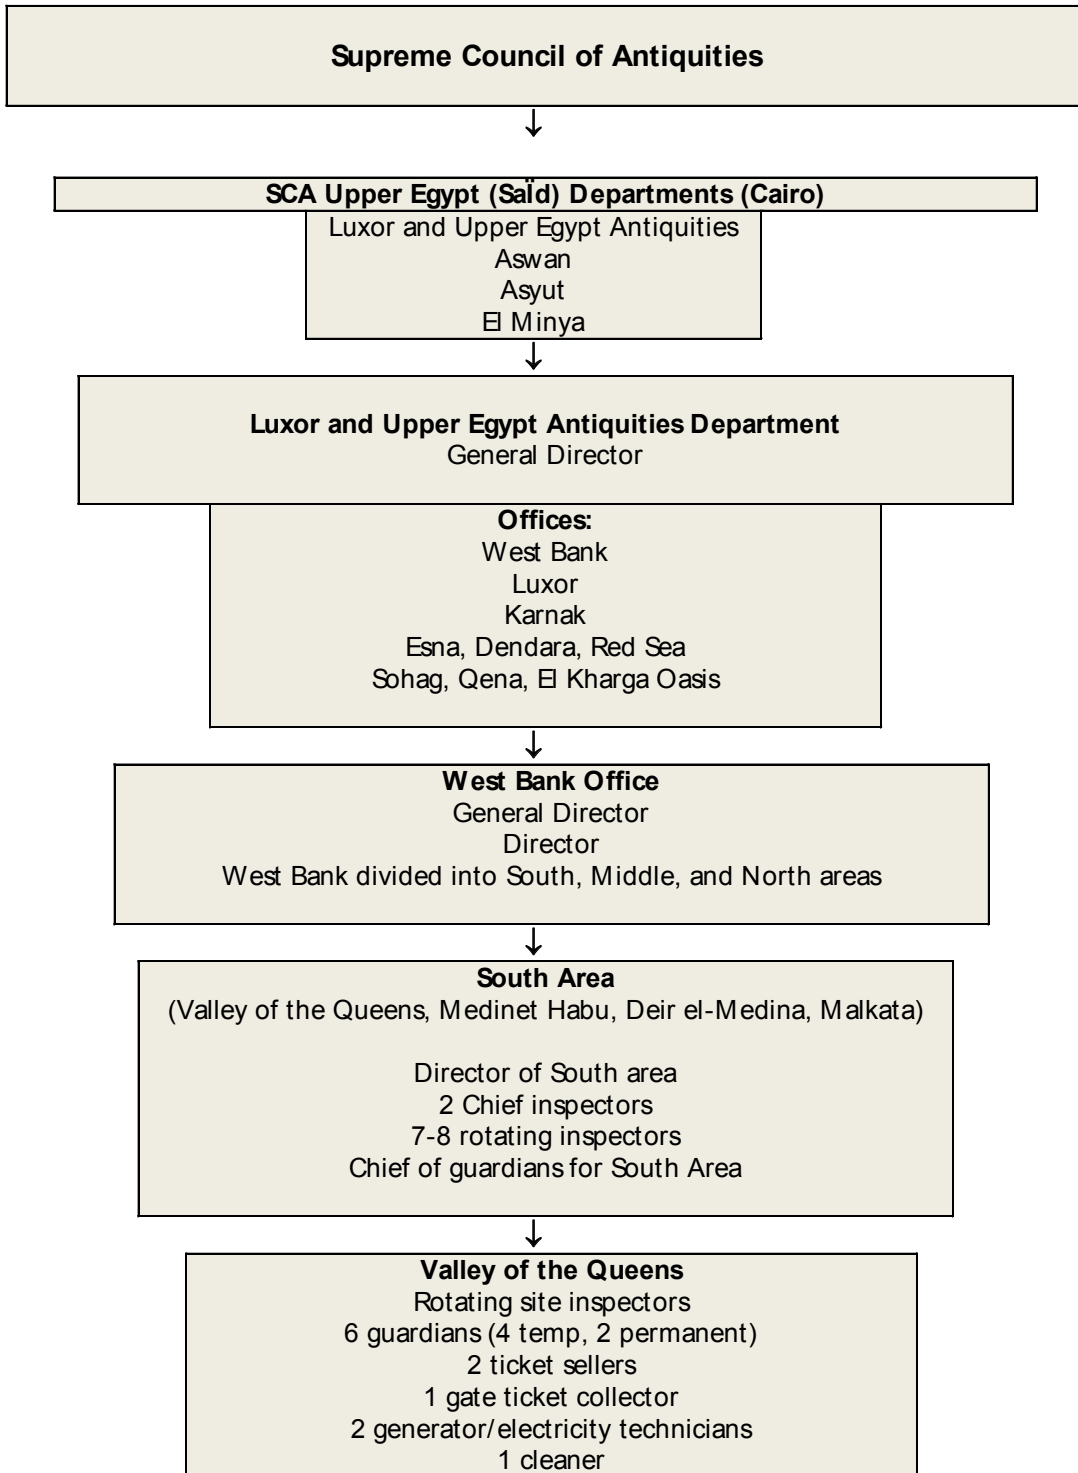 Supreme Council of Antiquities
SCA Upper Egypt (Saïd) Departments (Cairo)
Luxor and Upper Egypt Antiquities
Aswan
Asyut
El Minya
Luxor and Upper Egypt Antiquities Department
General Director
Offices:
West Bank
Luxor
Karnak
Esna, Dendara, Red Sea
Sohag, Qena, El Kharga Oasis
West Bank Office
General Director
Director
West Bank divided into South, Middle, and North areas
South Area
(Valley of the Queens, Medinet Habu, Deir el-Medina, Malkata)
Director of South area
2 Chief inspectors
7-8 rotating inspectors
Chief of guardians for South Area
Valley of the Queens
Rotating site inspectors
6 guardians (4 temp, 2 permanent)
2 ticket sellers
1 gate ticket collector
2 generator/electricity technicians
1 cleaner